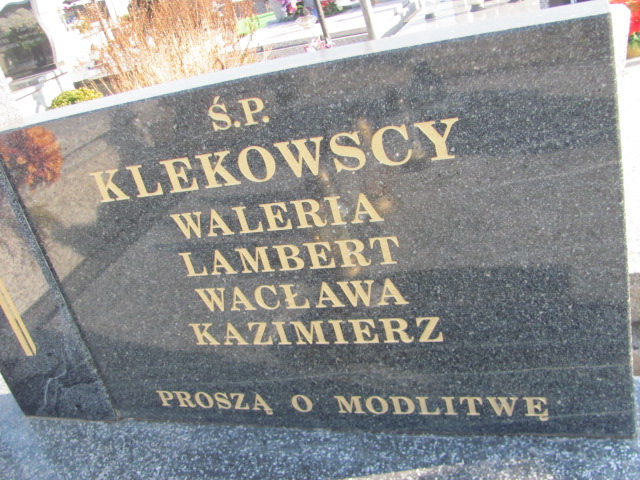 Ś.P.
KLEKOWSCY
WALERIA
LAMBERT
WACŁAWA
KAZIMIERZ
PROSZĄ O MODLITWĘ